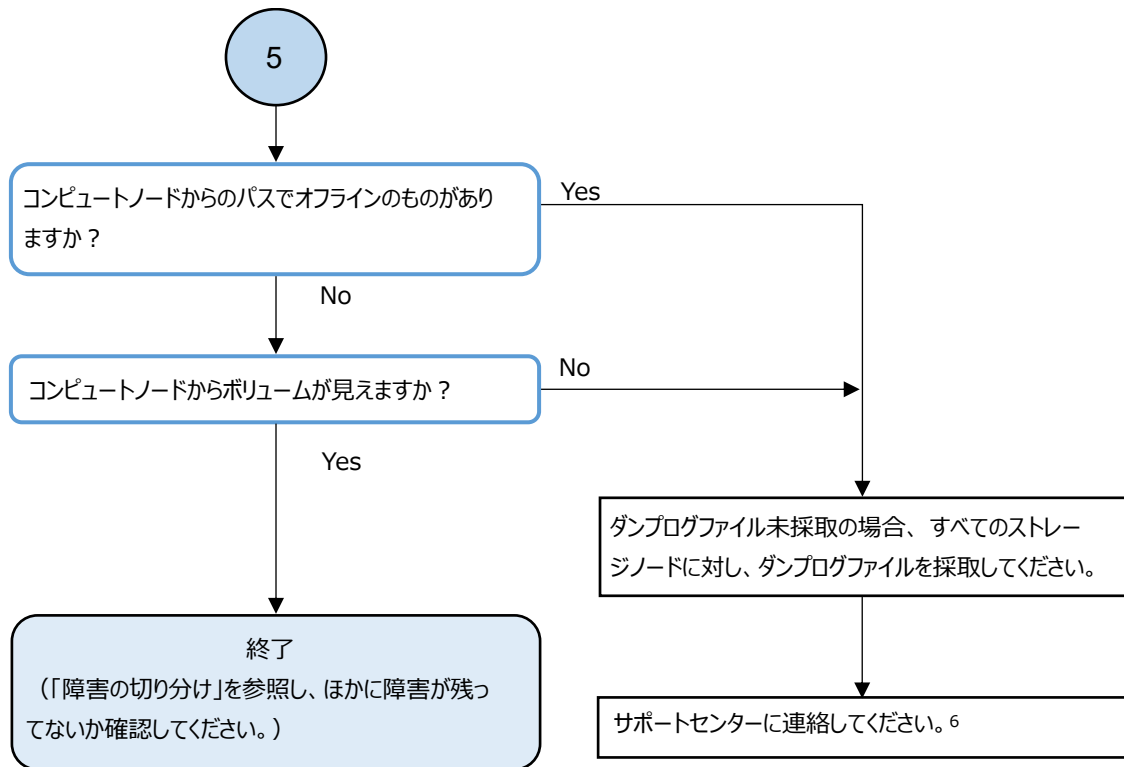 5
コンピュートノードからのパスでオフラインのものがあり
ますか？
Yes
No
コンピュートノードからボリュームが見えますか？
No
Yes
ダンプログファイル未採取の場合、すべてのストレー
ジノードに対し、ダンプログファイルを採取してください。
終了
（「障害の切り分け」を参照し、ほかに障害が残っ
てないか確認してください。）
サポートセンターに連絡してください。6